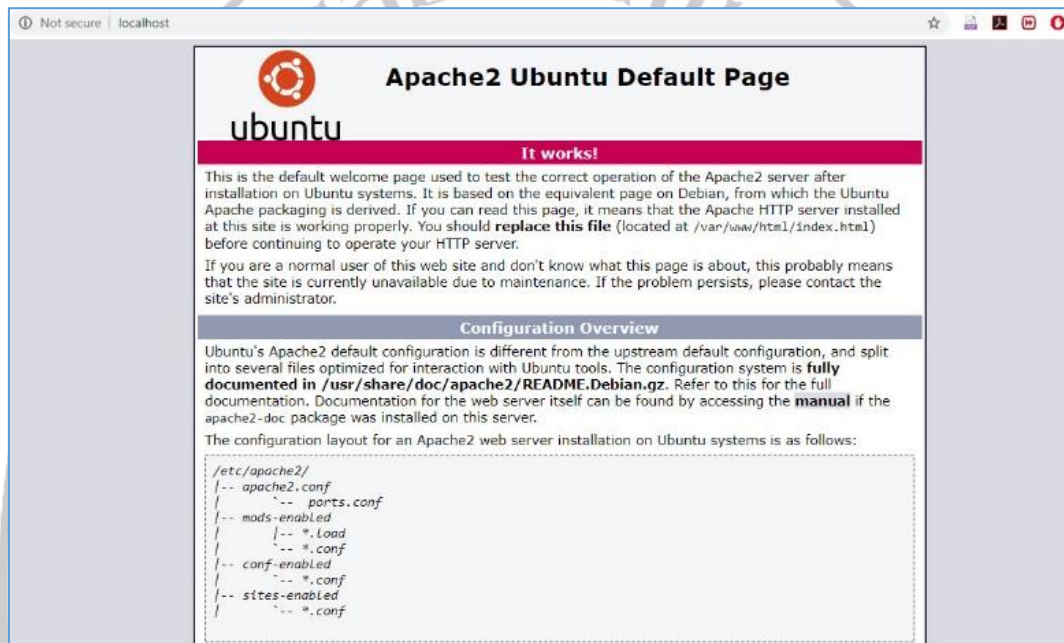 Not secure | localhost
Apache2 Ubuntu Default Page
ubuntu
It works!
This is the default welcome page used to test the correct operation of the Apache2 server after
installation on Ubuntu systems. It is based on the equivalent page on Debian, from which the Ubuntu
Apache packaging is derived. If you can read this page, it means that the Apache HTTP server installed
at this site is working properly. You should replace this file (located at /var/www/html/index.html)
before continuing to operate your HTTP server.
If you are a normal user of this web site and don't know what this page is about, this probably means
that the site is currently unavailable due to maintenance. If the problem persists, please contact the
site's administrator.
Configuration Overview
Ubuntu's Apache2 default configuration is different from the upstream default configuration, and split
into several files optimized for interaction with Ubuntu tools. The configuration system is fully
documented in /usr/share/doc/apache2/README.Debian.gz. Refer to this for the full
documentation. Documentation for the web server itself can be found by accessing the manual if the
apache2-doc package was installed on this server.
The configuration layout for an Apache2 web server installation on Ubuntu systems is as follows:
/etc/apache2/
|-- apache2.conf
|       `--  ports.conf
|-- mods-enabled
|       |-- *.load
|       `-- *.conf
|-- conf-enabled
|       `-- *.conf
|-- sites-enabled
|       `-- *.conf